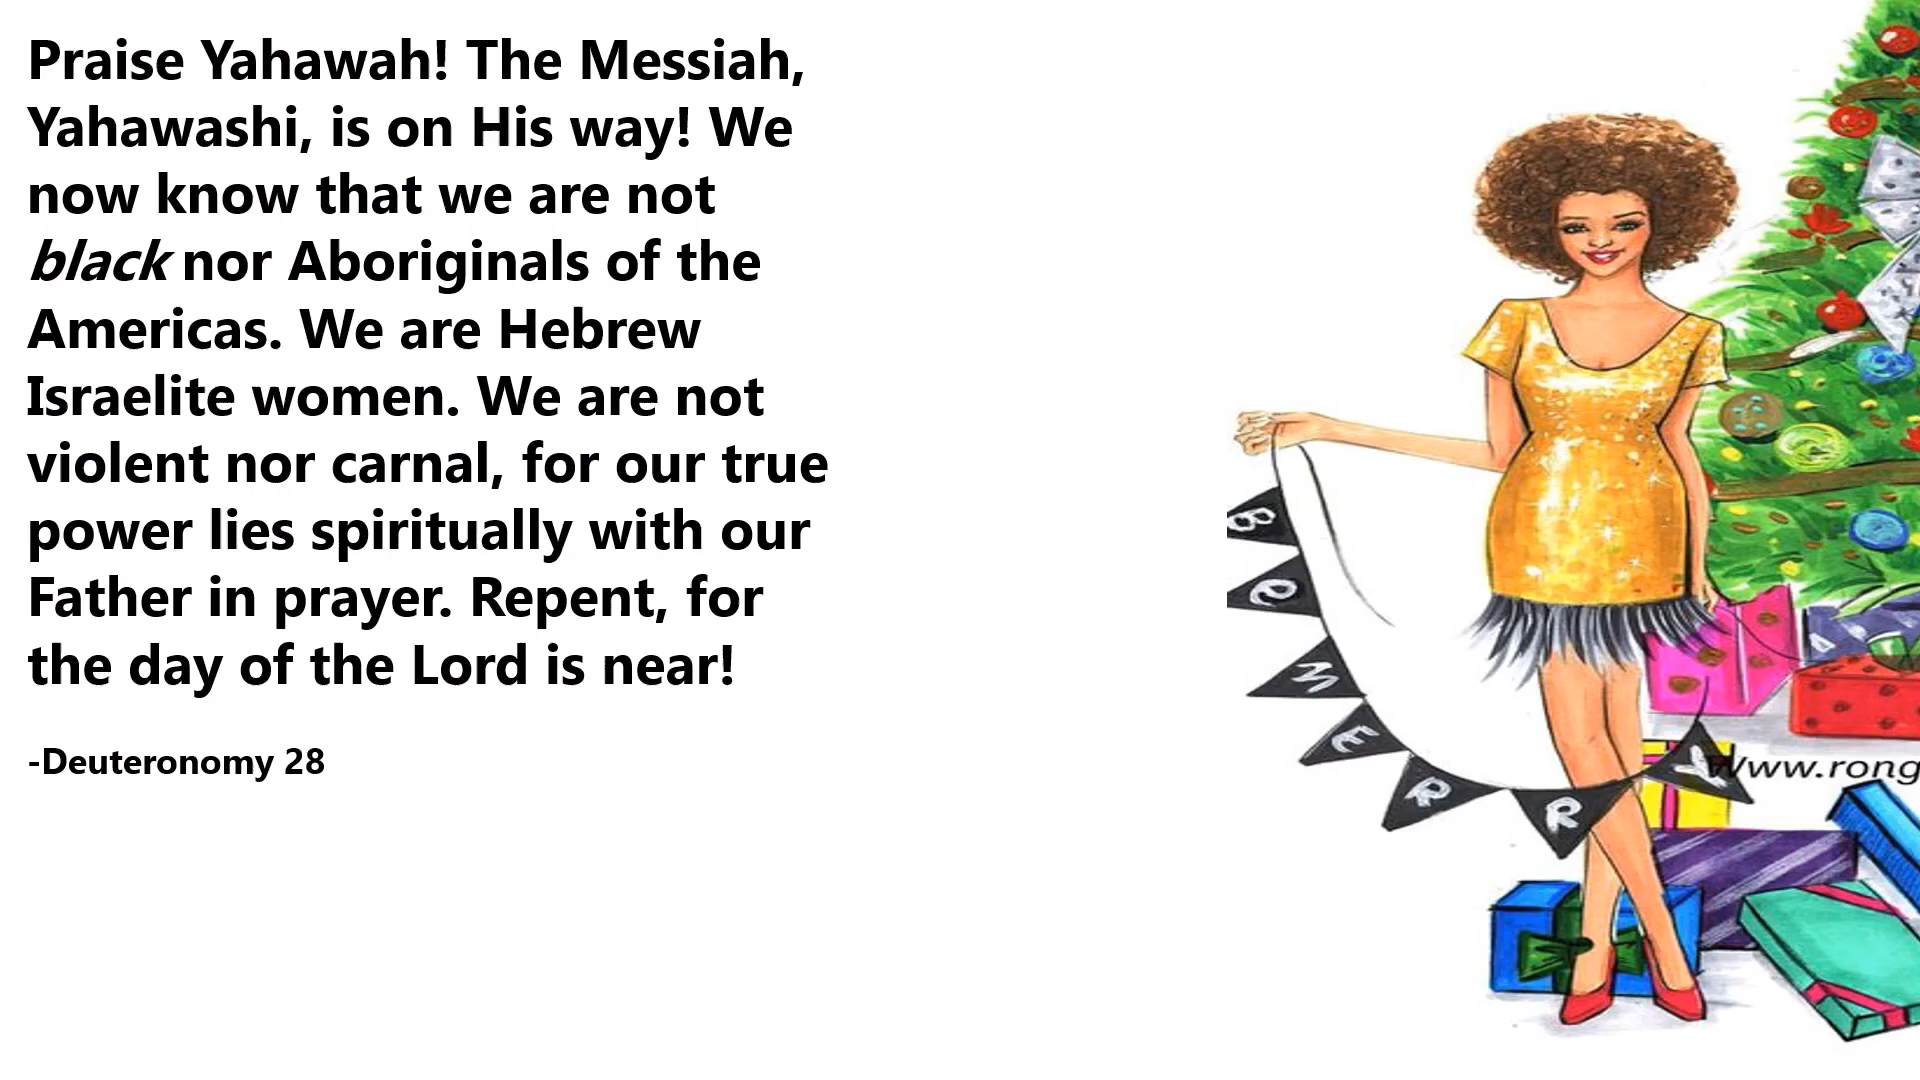 Praise Yahawah! The Messiah,
Yahawashi, is on His way! We
now know that we are not
black nor Aboriginals of the
Americas. We are Hebrew
Israelite women. We are not
violent nor carnal, for our true
power lies spiritually with our
Father in prayer. Repent, for
the day of the Lord is near!
-Deuteronomy 28
Be MERRY
www.rong